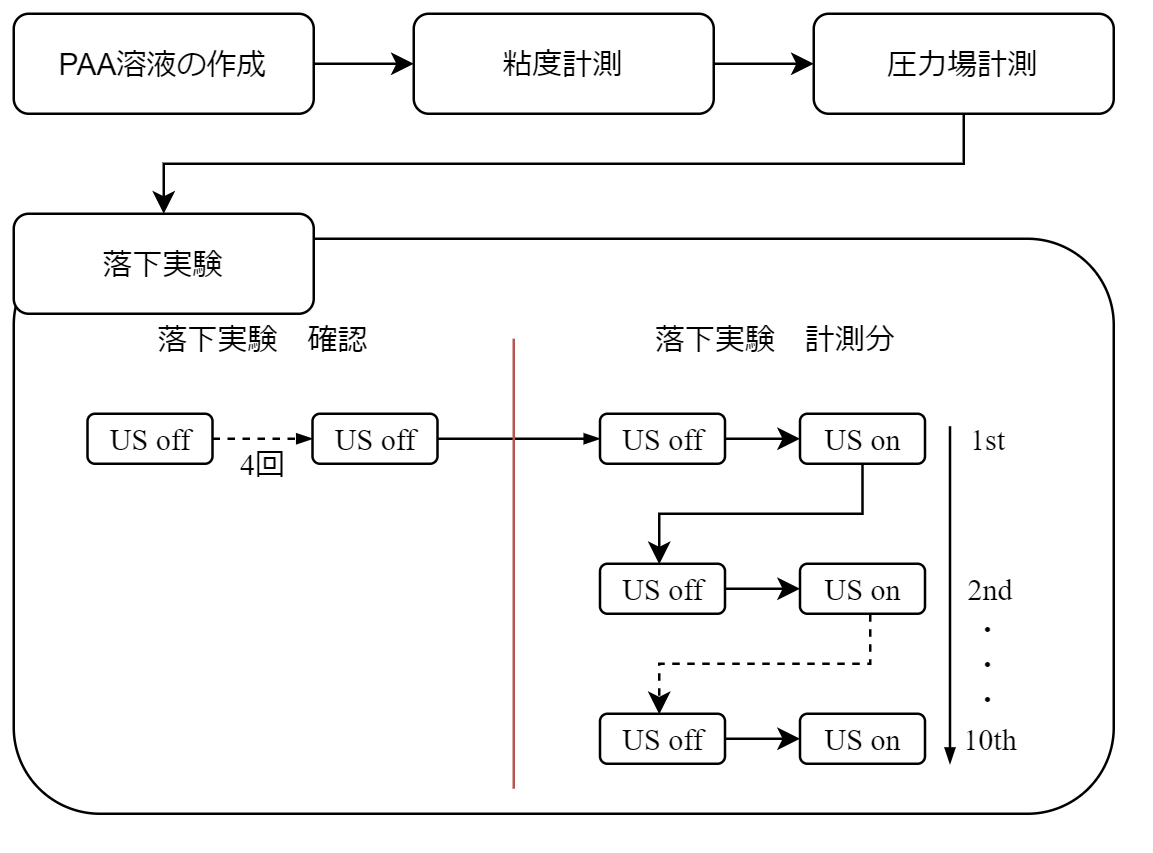 PAA溶液の作成
粘度計測
圧力場計測
落下実験
落下実験　確認
落下実験　計測分
US off
4回
US off
US off
US on
1st
US off
US on
2nd
・
・
・
US off
US on
10th